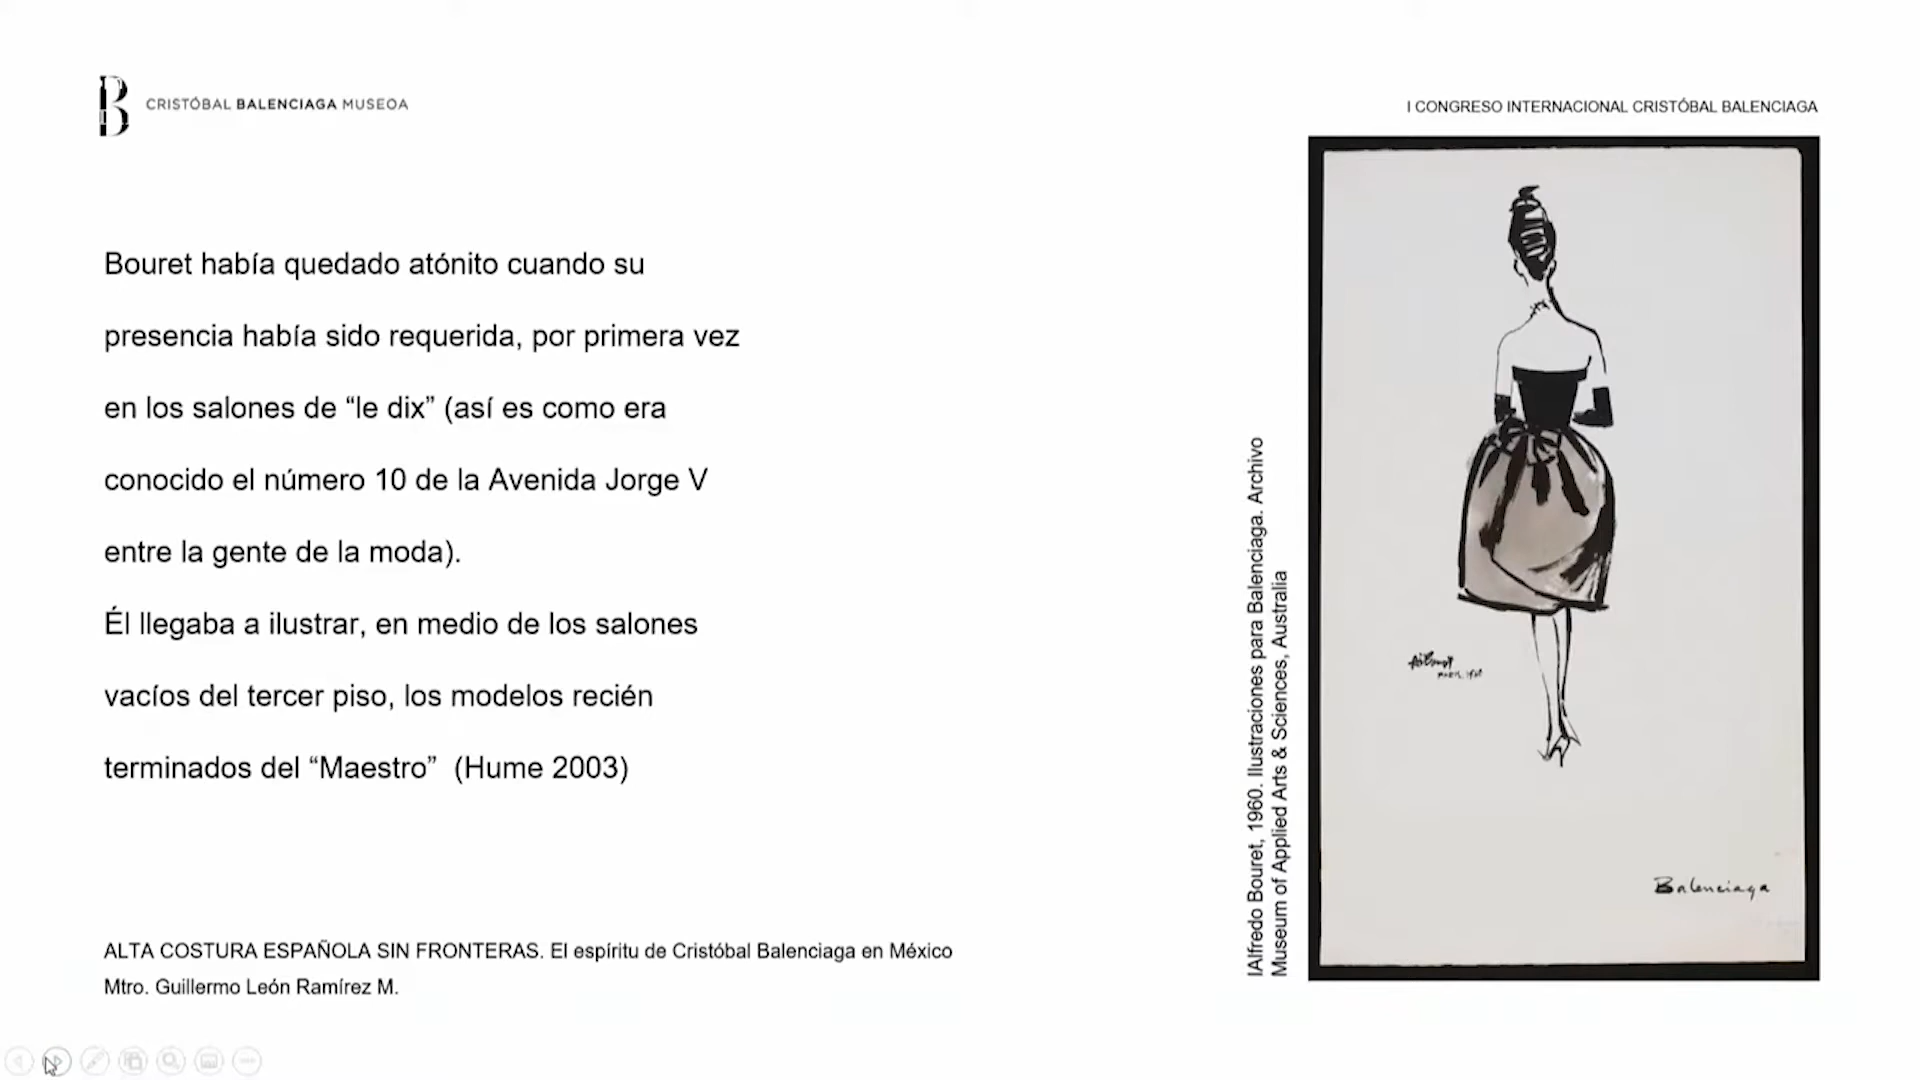 B CRISTÓBAL BALENCIAGA MUSEOA
I CONGRESO INTERNACIONAL CRISTÓBAL BALENCIAGA
Bouret había quedado atónito cuando su
presencia había sido requerida, por primera vez
en los salones de “le dix” (así es como era
conocido el número 10 de la Avenida Jorge V
entre la gente de la moda).
Él llegaba a ilustrar, en medio de los salones
vacíos del tercer piso, los modelos recién
terminados del “Maestro” (Hume 2003)
IAlfredo Bouret, 1960. Ilustraciones para Balenciaga. Archivo
Museum of Applied Arts & Sciences, Australia
Balenciaga
ALTA COSTURA ESPAÑOLA SIN FRONTERAS. El espíritu de Cristóbal Balenciaga en México
Mtro. Guillermo León Ramírez M.